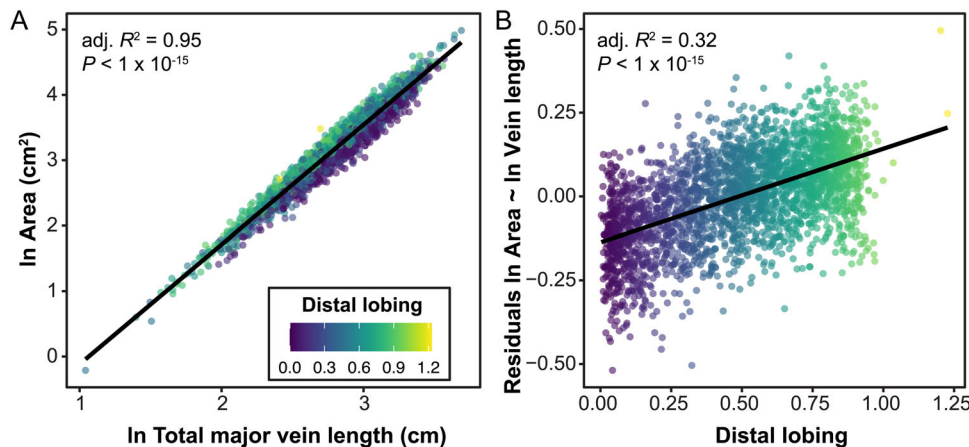 A
adj. R² = 0.95
P < 1 x 10⁻¹⁵
ln Area (cm²)
5
4
3
2
1
0
Distal lobing
0.0 0.3 0.6 0.9 1.2
1 2 3
ln Total major vein length (cm)
B
adj. R² = 0.32
P < 1 x 10⁻¹⁵
Residuals ln Area ~ ln Vein length
0.50
0.25
0.00
−0.25
−0.50
0.00 0.25 0.50 0.75 1.00 1.25
Distal lobing